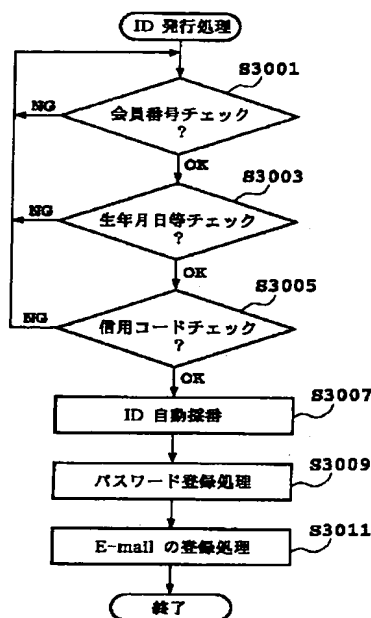 ID 発行処理
S3001
NG
会員番号チェック
?
OK
S3003
NG
生年月日等チェック
?
OK
S3005
NG
信用コードチェック
?
OK
S3007
ID 自動採番
S3009
パスワード登録処理
S3011
E-mail の登録処理
終了